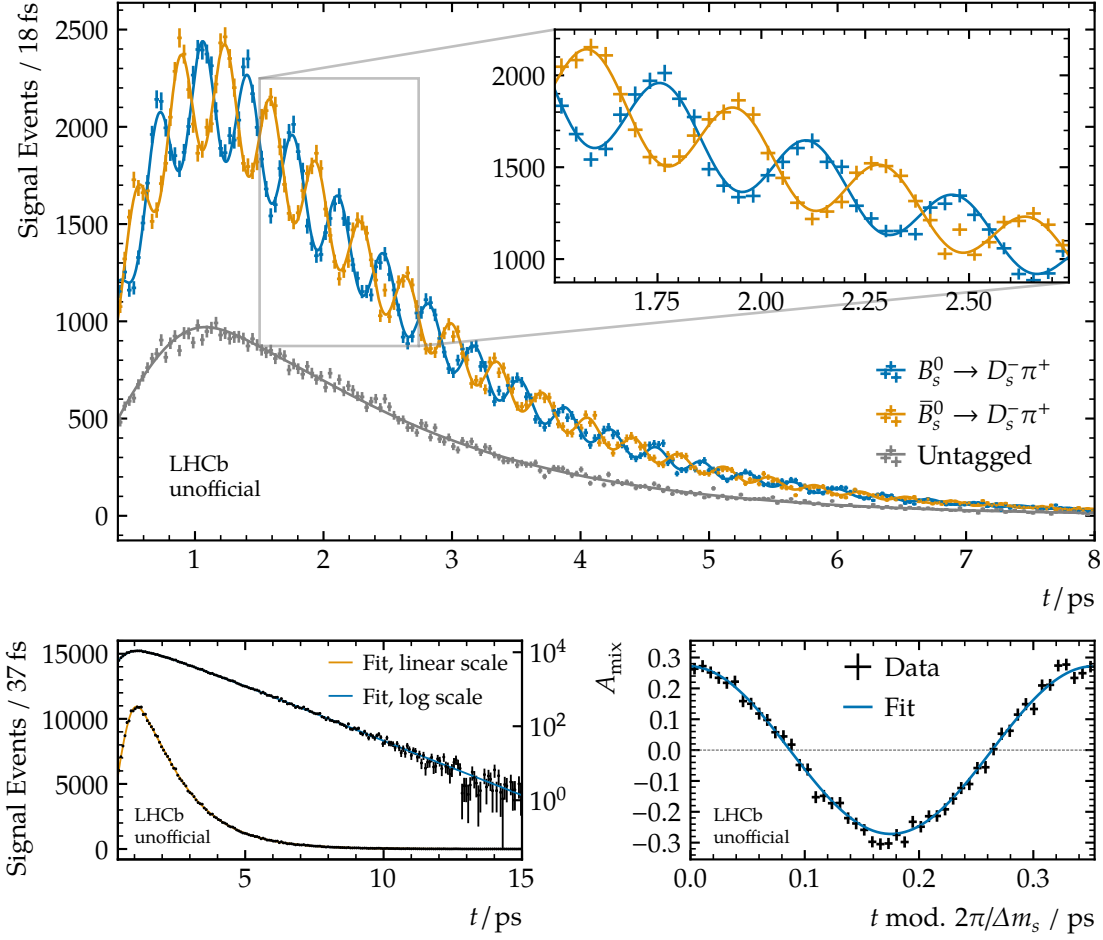 Signal Events / 18 fs
2500
2000
1500
1000
500
0
2000
1500
1000
1.75 2.00 2.25 2.50
B_s^0 → D_s^- π^+
B̄_s^0 → D_s^- π^+
Untagged
LHCb
unofficial
1 2 3 4 5 6 7 8
t / ps
Signal Events / 37 fs
15000
10000
5000
0
Fit, linear scale
Fit, log scale
10^4
10^2
10^0
LHCb
unofficial
5 10 15
t / ps
A_mix
0.3
0.2
0.1
0.0
−0.1
−0.2
−0.3
Data
Fit
LHCb
unofficial
0.0 0.1 0.2 0.3
t mod. 2π/Δm_s / ps